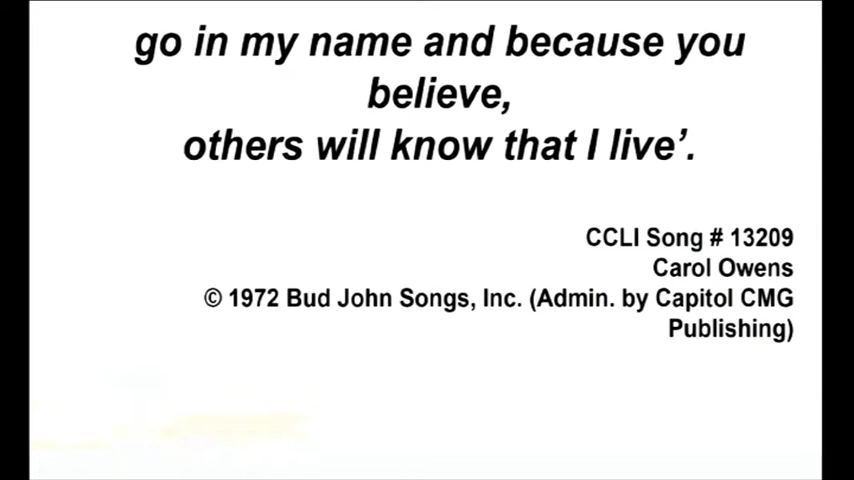 go in my name and because you
believe,
others will know that I live’.
CCLI Song # 13209
Carol Owens
© 1972 Bud John Songs, Inc. (Admin. by Capitol CMG
Publishing)